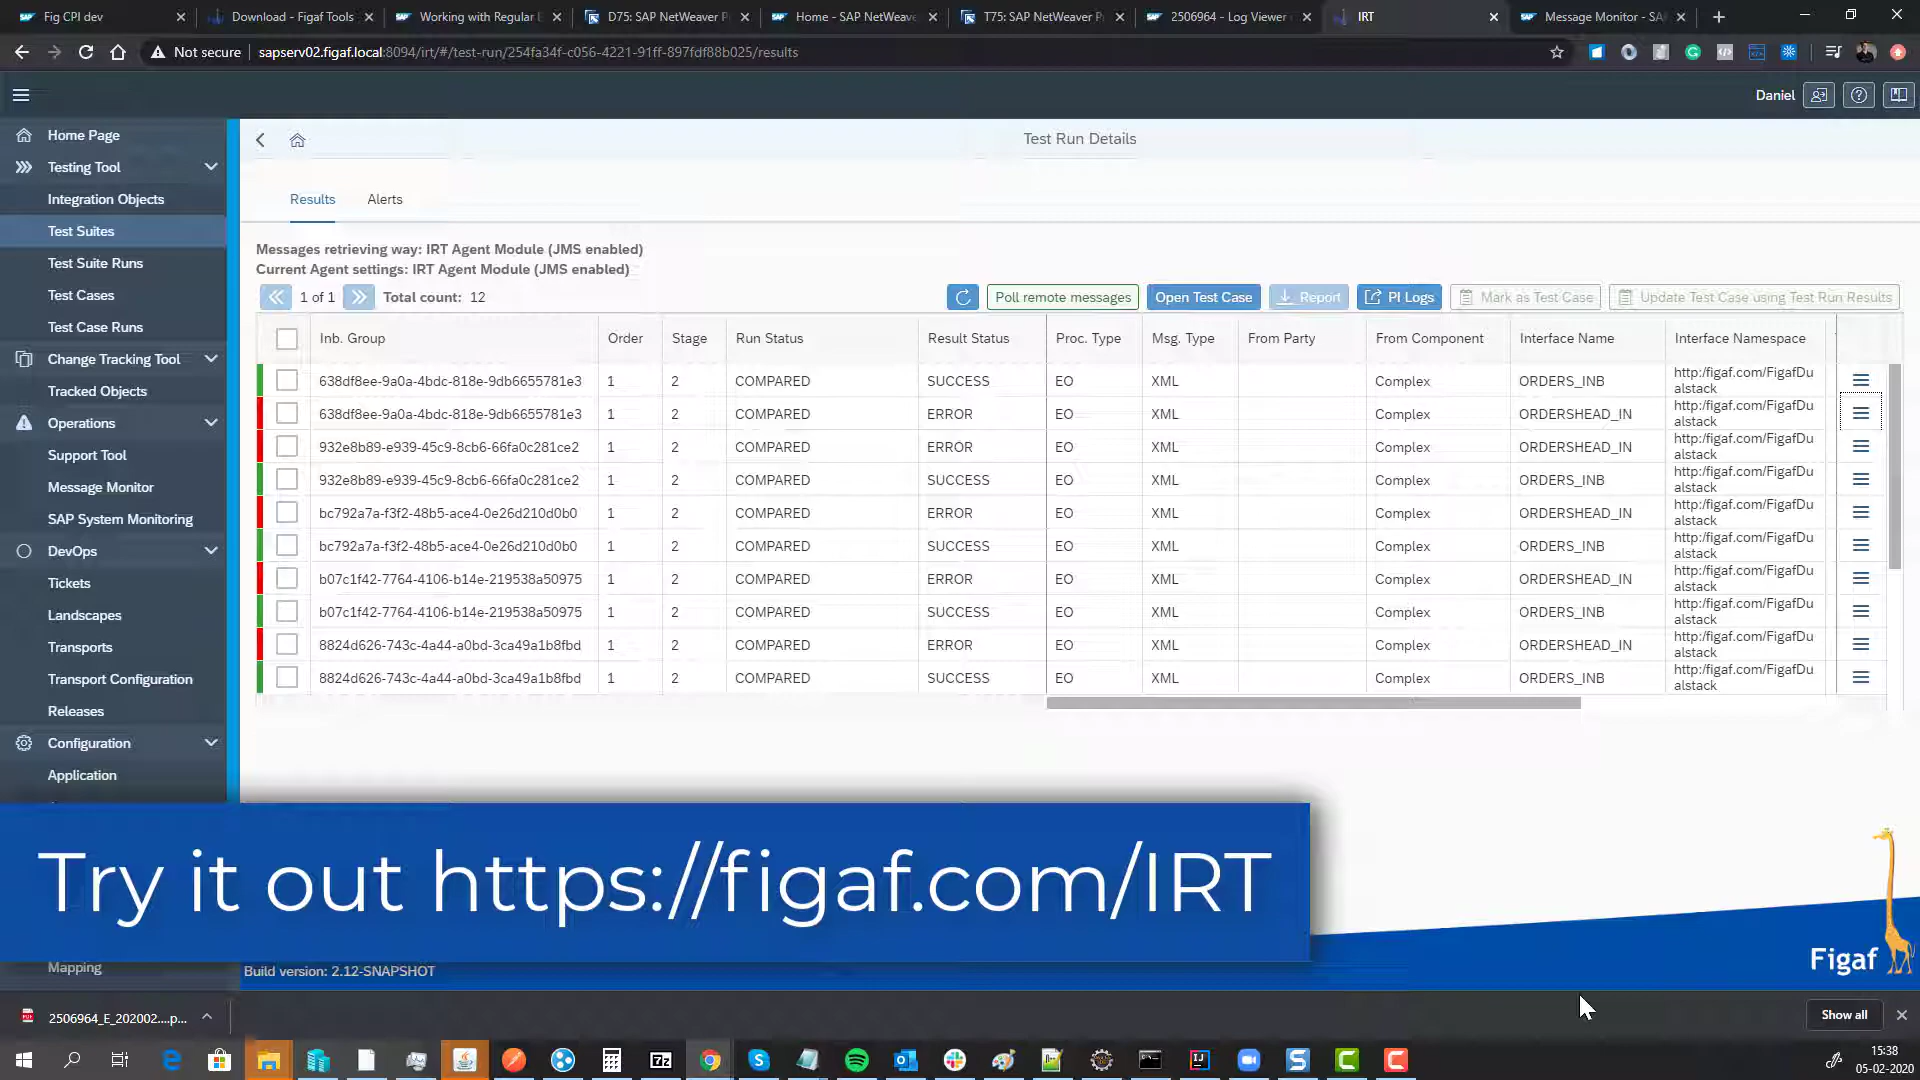 Fig CPI dev
Download - Figaf Tools
Working with Regular E
D75: SAP NetWeaver P
Home - SAP NetWeave
T75: SAP NetWeaver P
2506964 - Log Viewer
IRT
Message Monitor - SA
Not secure
sapserv02.figaf.local:8094/irt/#/test-run/254fa34f-c056-4221-91ff-897fdf88b025/results
Daniel
Home Page
Testing Tool
Integration Objects
Test Suites
Test Suite Runs
Test Cases
Test Case Runs
Change Tracking Tool
Tracked Objects
Operations
Support Tool
Message Monitor
SAP System Monitoring
DevOps
Tickets
Landscapes
Transports
Transport Configuration
Releases
Configuration
Application
Mapping
Test Run Details
Results Alerts
Messages retrieving way: IRT Agent Module (JMS enabled)
Current Agent settings: IRT Agent Module (JMS enabled)
1 of 1 Total count: 12
Poll remote messages Open Test Case Report PI Logs Mark as Test Case Update Test Case using Test Run Results
Inb. Group Order Stage Run Status Result Status Proc. Type Msg. Type From Party From Component Interface Name Interface Namespace
638df8ee-9a0a-4bdc-818e-9db6655781e3 1 2 COMPARED SUCCESS EO XML Complex ORDERS_INB http:/figaf.com/FigafDu
alstack
638df8ee-9a0a-4bdc-818e-9db6655781e3 1 2 COMPARED ERROR EO XML Complex ORDERSHEAD_IN http:/figaf.com/FigafDu
alstack
932e8b89-e939-45c9-8cb6-66fa0c281ce2 1 2 COMPARED ERROR EO XML Complex ORDERSHEAD_IN http:/figaf.com/FigafDu
alstack
932e8b89-e939-45c9-8cb6-66fa0c281ce2 1 2 COMPARED SUCCESS EO XML Complex ORDERS_INB http:/figaf.com/FigafDu
alstack
bc792a7a-f3f2-48b5-ace4-0e26d210d0b0 1 2 COMPARED ERROR EO XML Complex ORDERSHEAD_IN http:/figaf.com/FigafDu
alstack
bc792a7a-f3f2-48b5-ace4-0e26d210d0b0 1 2 COMPARED SUCCESS EO XML Complex ORDERS_INB http:/figaf.com/FigafDu
alstack
b07c1f42-7764-4106-b14e-219538a50975 1 2 COMPARED ERROR EO XML Complex ORDERSHEAD_IN http:/figaf.com/FigafDu
alstack
b07c1f42-7764-4106-b14e-219538a50975 1 2 COMPARED SUCCESS EO XML Complex ORDERS_INB http:/figaf.com/FigafDu
alstack
8824d626-743c-4a44-a0bd-3ca49a1b8fbd 1 2 COMPARED ERROR EO XML Complex ORDERSHEAD_IN http:/figaf.com/FigafDu
alstack
8824d626-743c-4a44-a0bd-3ca49a1b8fbd 1 2 COMPARED SUCCESS EO XML Complex ORDERS_INB http:/figaf.com/FigafDu
alstack
Try it out https://figaf.com/IRT
Figaf
Build version: 2.12-SNAPSHOT
2506964_E_202002....p...
Show all
15:38
05-02-2020